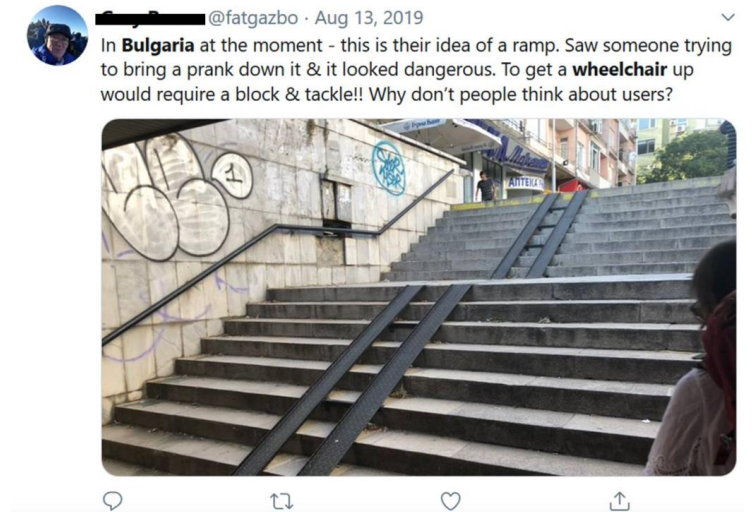 @fatgazbo · Aug 13, 2019
In Bulgaria at the moment - this is their idea of a ramp. Saw someone trying
to bring a prank down it & it looked dangerous. To get a wheelchair up
would require a block & tackle!! Why don't people think about users?
1
АПТЕКА